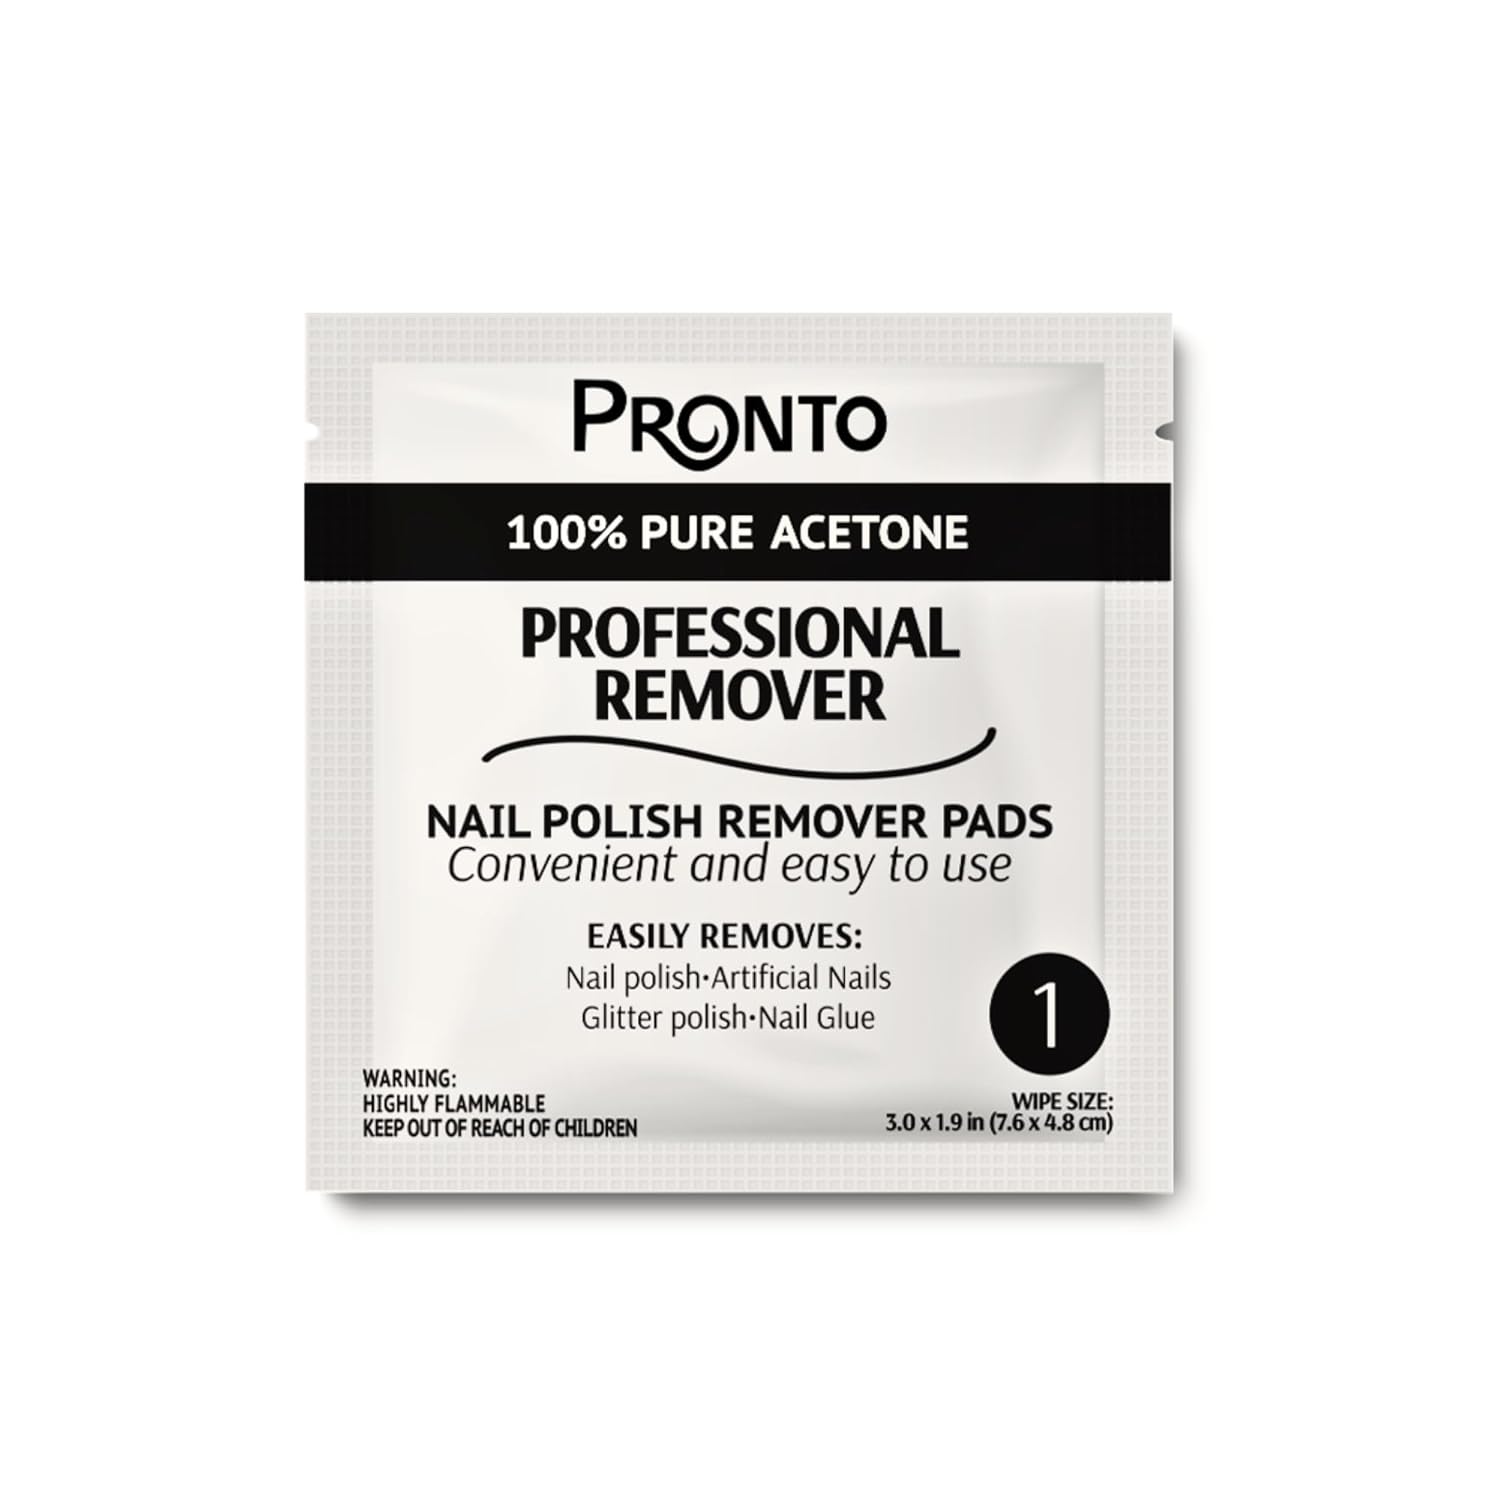 PRONTO
100% PURE ACETONE
PROFESSIONAL
REMOVER
NAIL POLISH REMOVER PADS
Convenient and easy to use
EASILY REMOVES:
Nail polish•Artificial Nails
Glitter polish•Nail Glue
1
WARNING:
HIGHLY FLAMMABLE
KEEP OUT OF REACH OF CHILDREN
WIPE SIZE:
3.0 x 1.9 in (7.6 x 4.8 cm)